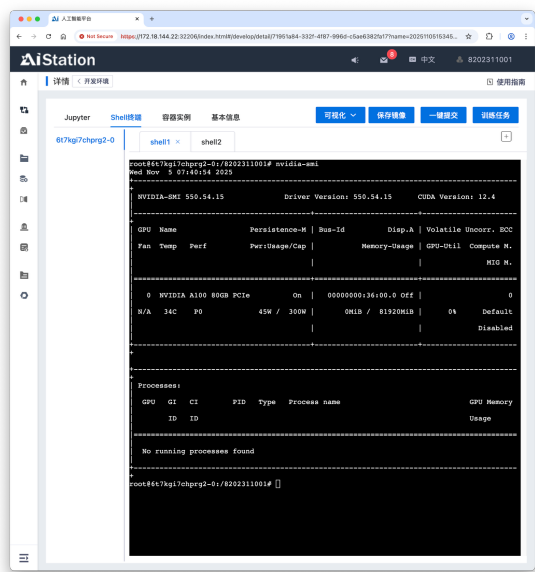 人工智能平台
Not Secure https://172.18.144.22:32206/index.html#/develop/detail/71951a84-332f-4f87-996d-c5ae6382fa17?name=2025110515345...
AiStation
8
中文
8202311001
详情 < 开发环境
使用指南
Jupyter Shell终端 容器实例 基本信息
可视化 保存镜像 一键提交 训练任务
6t7kgi7chprg2-0
shell1 × shell2
root@6t7kgi7chprg2-0:/8202311001# nvidia-smi
Wed Nov 5 07:40:54 2025
NVIDIA-SMI 550.54.15 Driver Version: 550.54.15 CUDA Version: 12.4
GPU Name Persistence-M | Bus-Id Disp.A | Volatile Uncorr. ECC
Fan Temp Perf Pwr:Usage/Cap | Memory-Usage | GPU-Util Compute M.
| | MIG M.
0 NVIDIA A100 80GB PCIe On | 00000000:36:00.0 Off | 0
N/A 34C P0 45W / 300W | 0MiB / 81920MiB | 0% Default
| | Disabled
Processes:
GPU GI CI PID Type Process name GPU Memory
ID ID Usage
No running processes found
root@6t7kgi7chprg2-0:/8202311001#